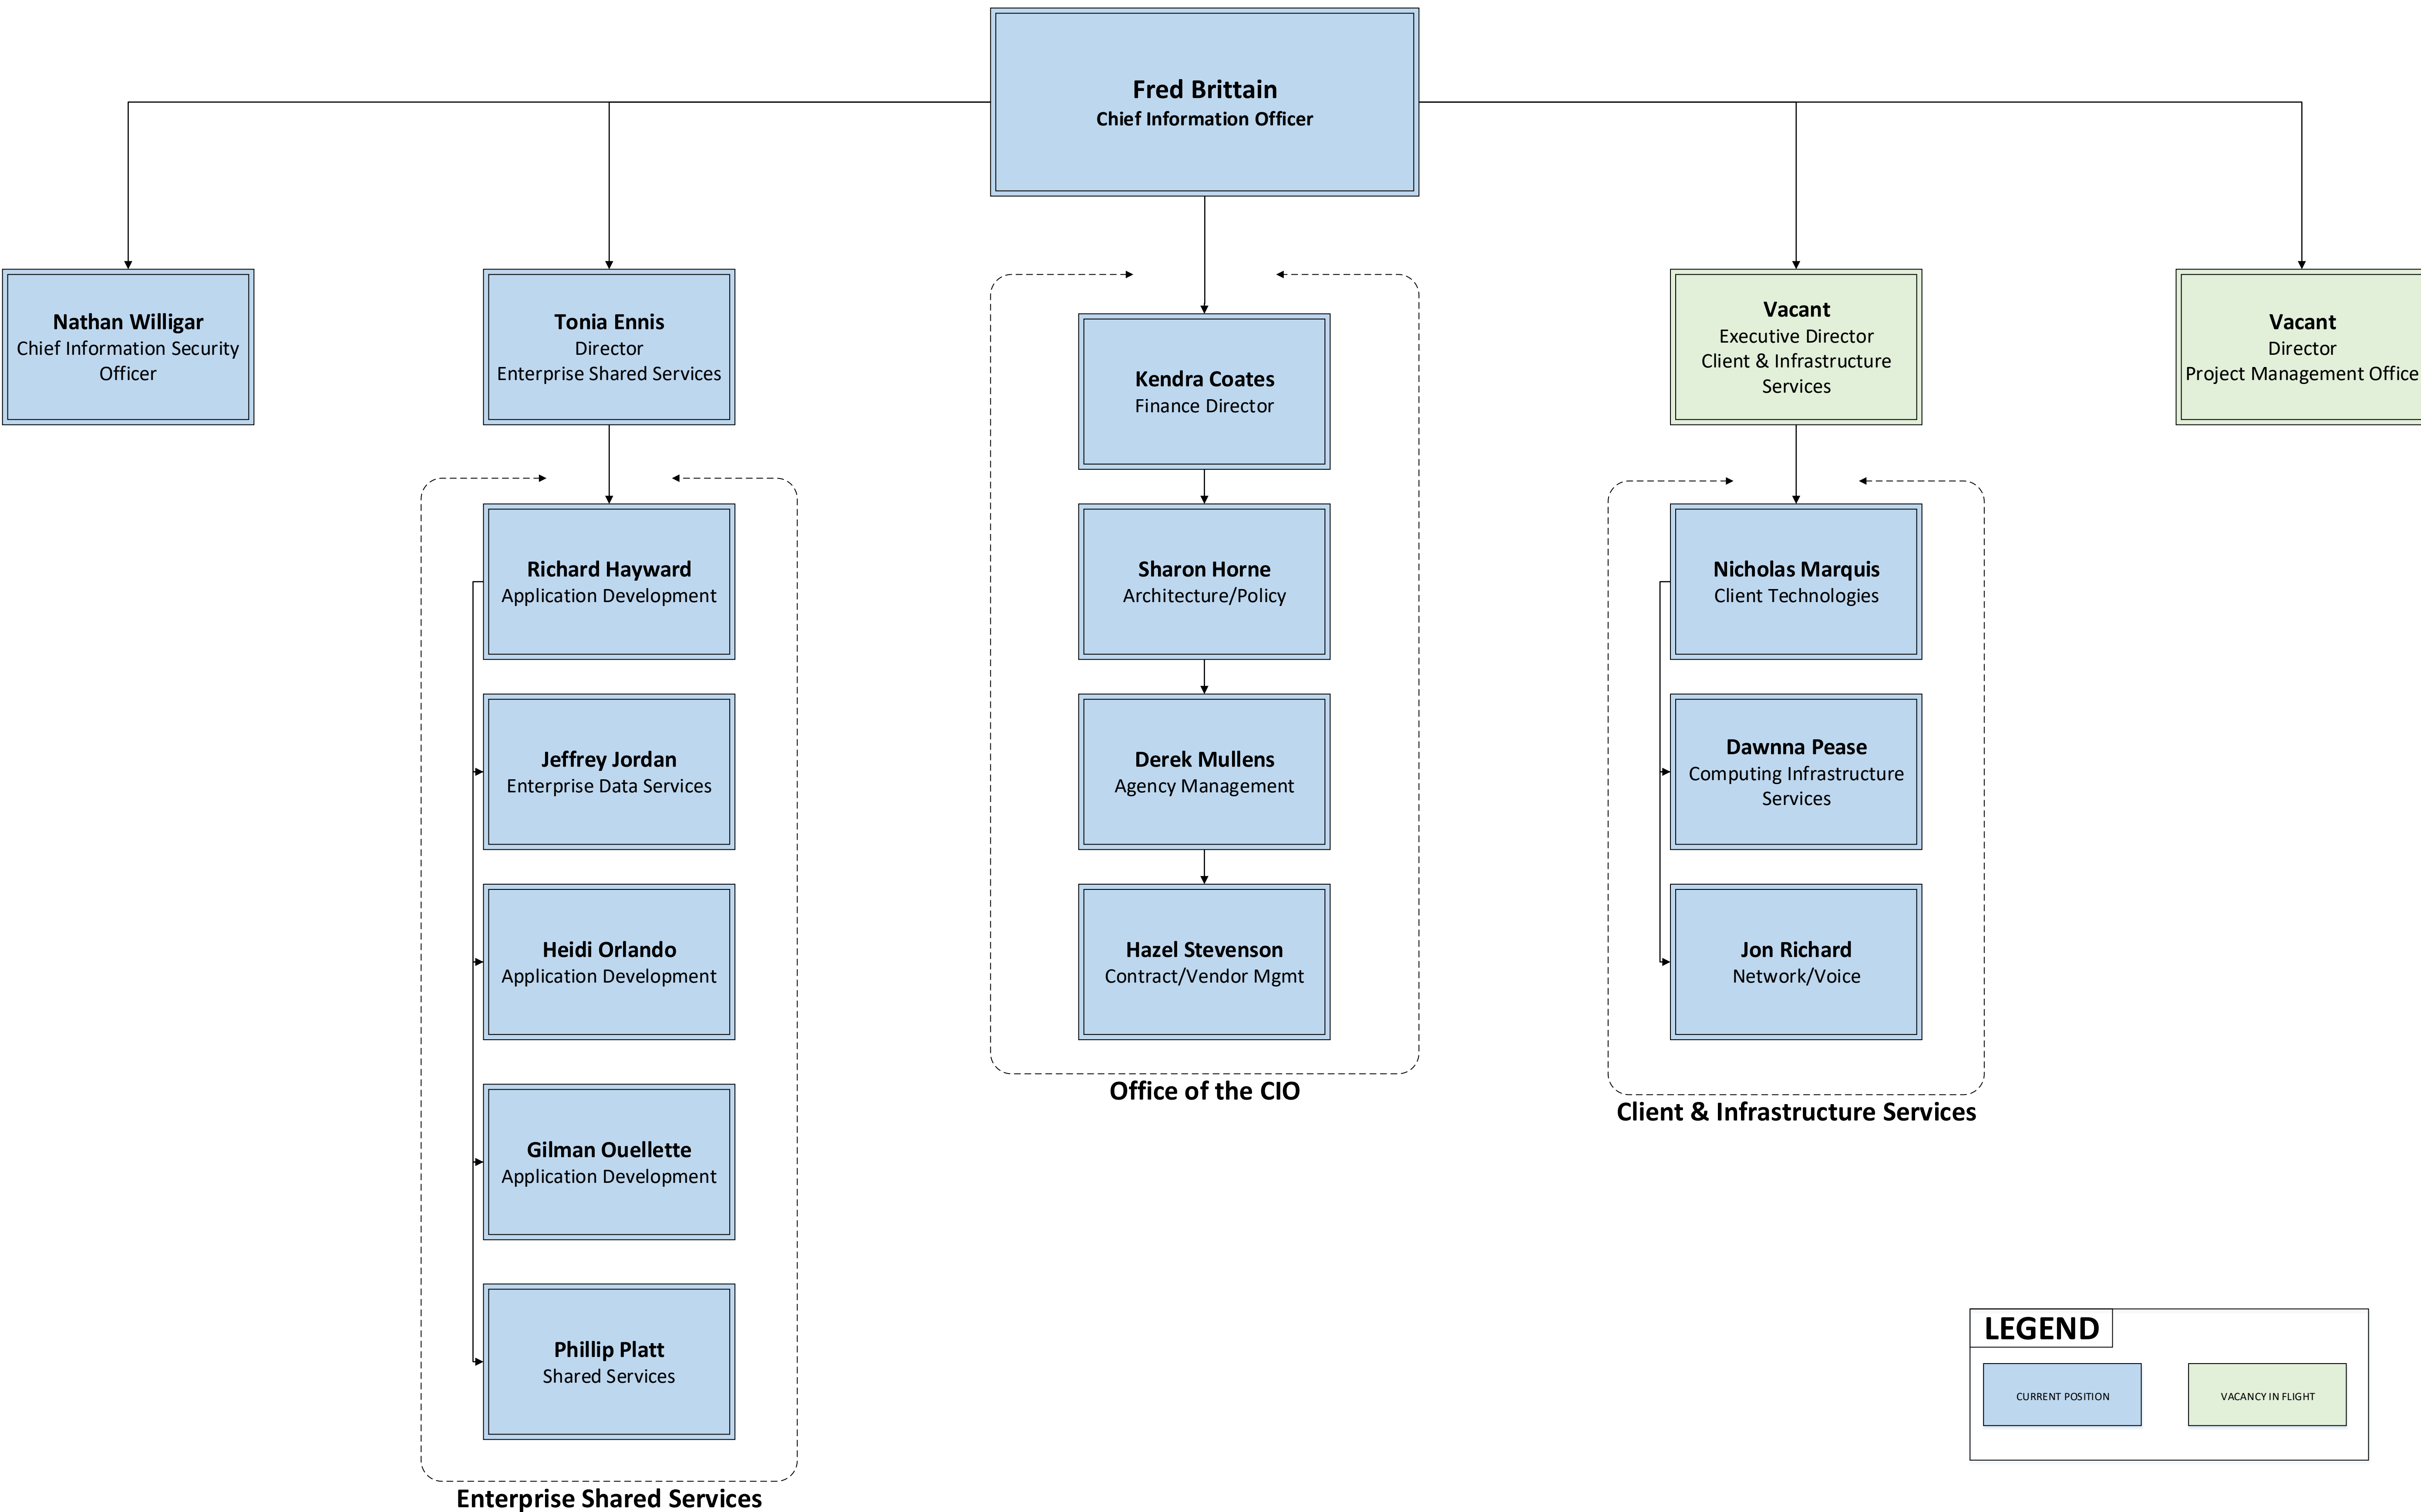 Fred Brittain
Chief Information Officer
Nathan Willigar
Chief Information Security
Officer
Tonia Ennis
Director
Enterprise Shared Services
Kendra Coates
Finance Director
Vacant
Executive Director
Client & Infrastructure
Services
Vacant
Director
Project Management Office
Richard Hayward
Application Development
Jeffrey Jordan
Enterprise Data Services
Heidi Orlando
Application Development
Gilman Ouellette
Application Development
Phillip Platt
Shared Services
Enterprise Shared Services
Sharon Horne
Architecture/Policy
Derek Mullens
Agency Management
Hazel Stevenson
Contract/Vendor Mgmt
Office of the CIO
Nicholas Marquis
Client Technologies
Dawnna Pease
Computing Infrastructure
Services
Jon Richard
Network/Voice
Client & Infrastructure Services
LEGEND
CURRENT POSITION
VACANCY IN FLIGHT